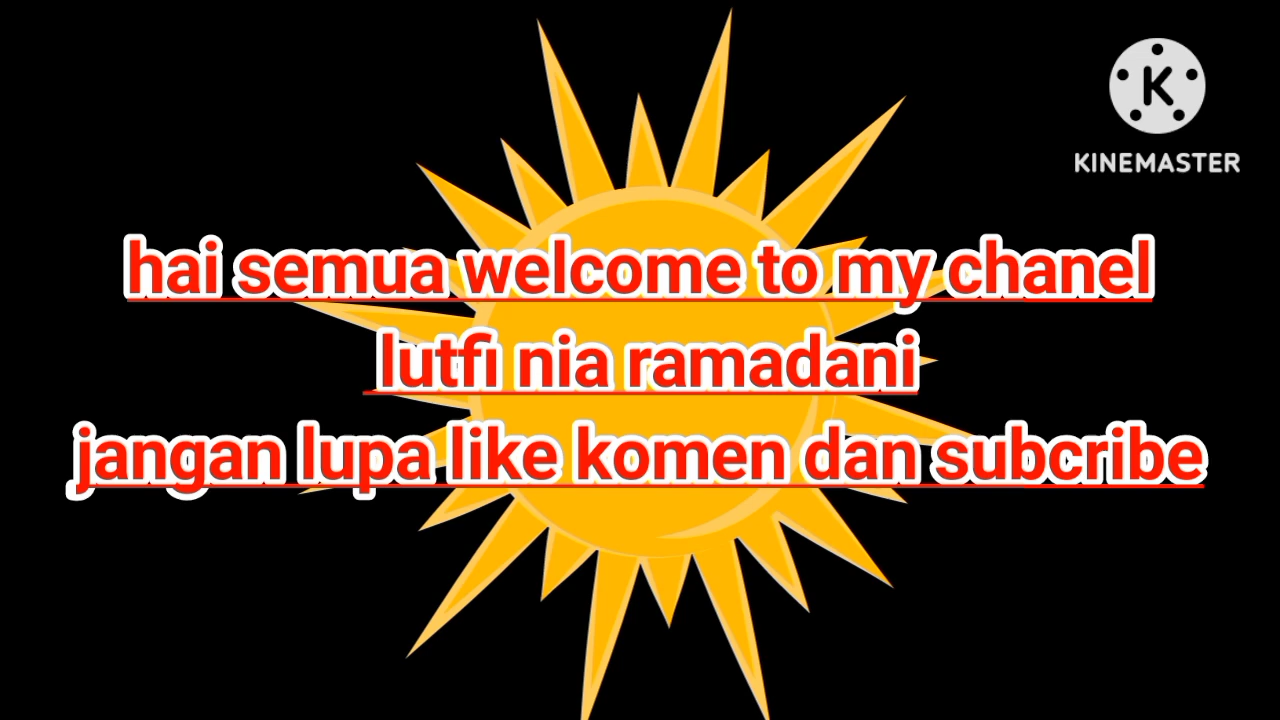 KINEMASTER
hai semua welcome to my chanel
lutfi nia ramadani
jangan lupa like komen dan subcribe